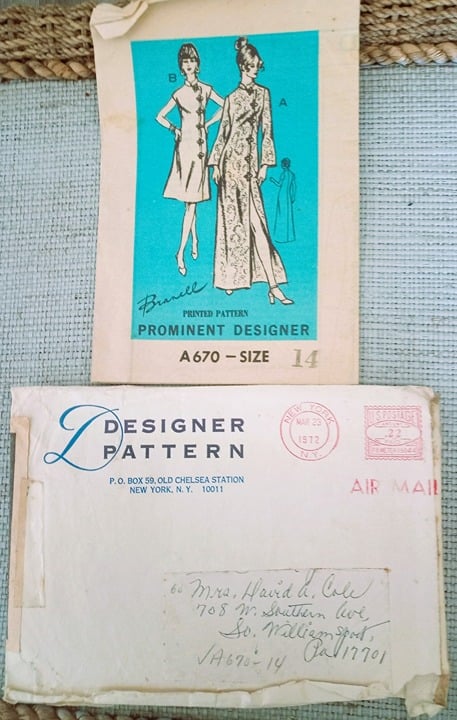 B
A
Branell
PRINTED PATTERN
PROMINENT DESIGNER
A670 - SIZE 14
DESIGNER
PATTERN
P. O. BOX 59, OLD CHELSEA STATION
NEW YORK, N. Y. 10011
NEW YORK
MAR 23
1972
N.Y.
U.S. POSTAGE
.22
AIR MAIL
Mrs. David A. Cole
708 W. Southern Ave,
So. Williamsport,
Pa 17701
A670-14